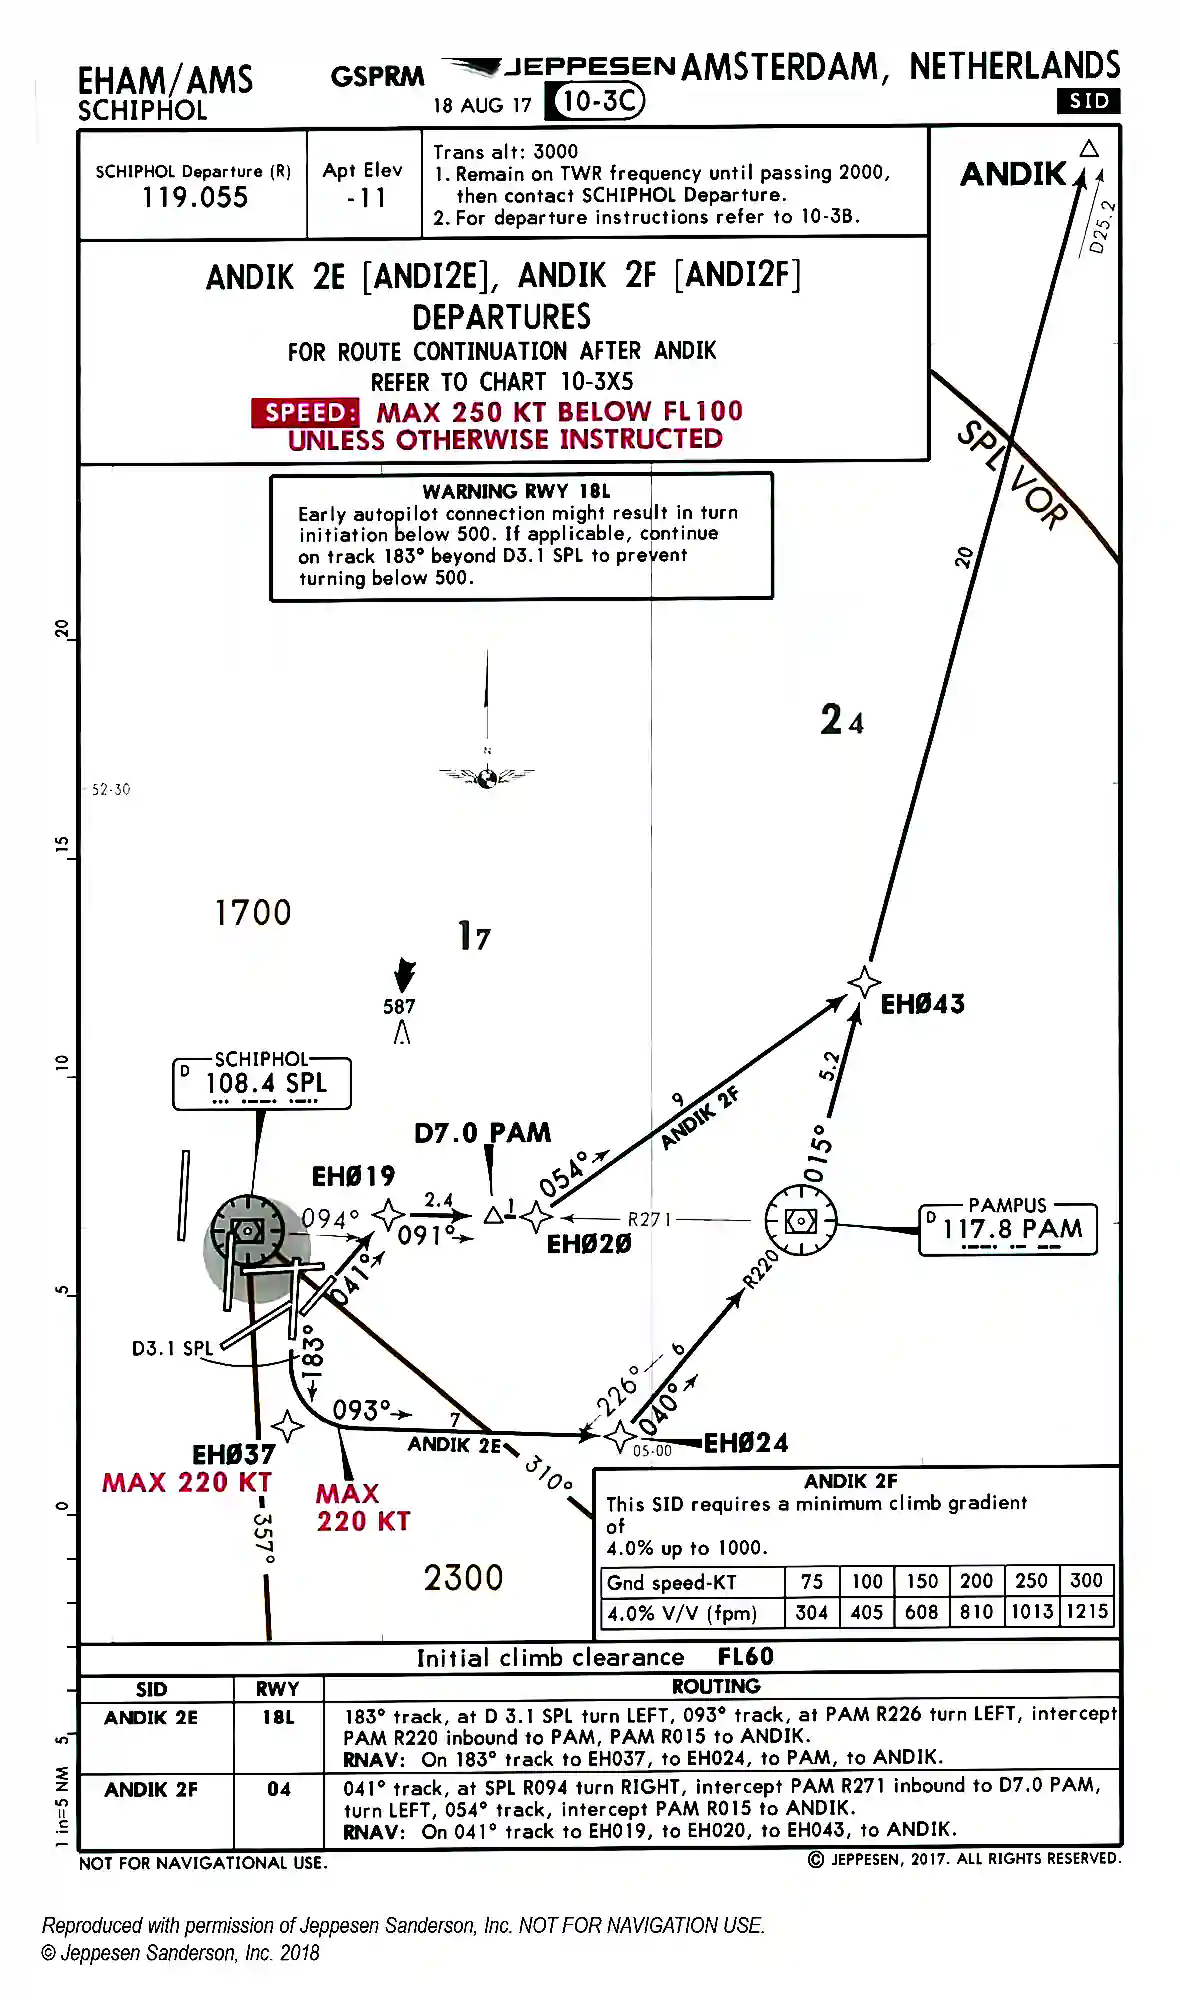 EHAM/AMS
SCHIPHOL
GSPRM
JEPPESEN
18 AUG 17
10-3C
AMSTERDAM, NETHERLANDS
SID
SCHIPHOL Departure (R)
119.055
Apt Elev
-11
Trans alt: 3000
1. Remain on TWR frequency until passing 2000,
then contact SCHIPHOL Departure.
2. For departure instructions refer to 10-3B.
ANDIK 2E [ANDI2E], ANDIK 2F [ANDI2F]
DEPARTURES
FOR ROUTE CONTINUATION AFTER ANDIK
REFER TO CHART 10-3X5
SPEED: MAX 250 KT BELOW FL100
UNLESS OTHERWISE INSTRUCTED
ANDIK
D25.2
SPL VOR
WARNING RWY 18L
Early autopilot connection might result in turn
initiation below 500. If applicable, continue
on track 183° beyond D3.1 SPL to prevent
turning below 500.
20
20
24
N
52-30
15
1700
17
587
EHØ43
10
5.2
SCHIPHOL
D 108.4 SPL
9
ANDIK 2F
D7.0 PAM
015°
EHØ19
054°
094°
2.4
1
091°
R271
EHØ20
PAMPUS
D 117.8 PAM
041°
R220
5
D3.1 SPL
183°
6
226°
040°
093°
7
ANDIK 2E
EHØ24
05-00
EHØ37
MAX 220 KT
MAX
220 KT
310°
357°
0
2300
ANDIK 2F
This SID requires a minimum climb gradient
of
4.0% up to 1000.
Gnd speed-KT 75 100 150 200 250 300
4.0% V/V (fpm) 304 405 608 810 1013 1215
Initial climb clearance FL60
SID RWY ROUTING
ANDIK 2E 18L 183° track, at D 3.1 SPL turn LEFT, 093° track, at PAM R226 turn LEFT, intercept
PAM R220 inbound to PAM, PAM R015 to ANDIK.
RNAV: On 183° track to EH037, to EH024, to PAM, to ANDIK.
ANDIK 2F 04 041° track, at SPL R094 turn RIGHT, intercept PAM R271 inbound to D7.0 PAM,
turn LEFT, 054° track, intercept PAM R015 to ANDIK.
RNAV: On 041° track to EH019, to EH020, to EH043, to ANDIK.
5
1 in=5 NM
NOT FOR NAVIGATIONAL USE.
© JEPPESEN, 2017. ALL RIGHTS RESERVED.
Reproduced with permission of Jeppesen Sanderson, Inc. NOT FOR NAVIGATION USE.
© Jeppesen Sanderson, Inc. 2018